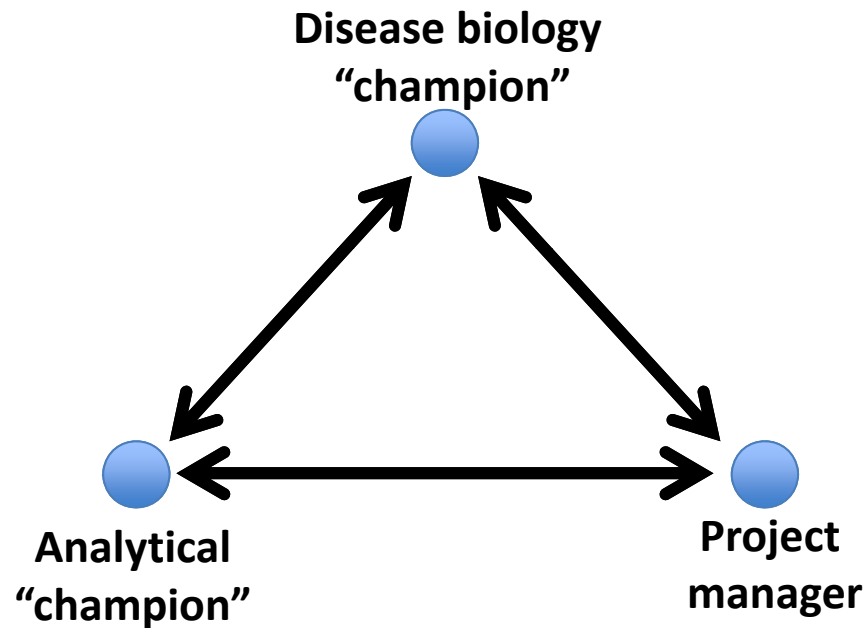 Disease biology
“champion”
Analytical
“champion”
Project
manager